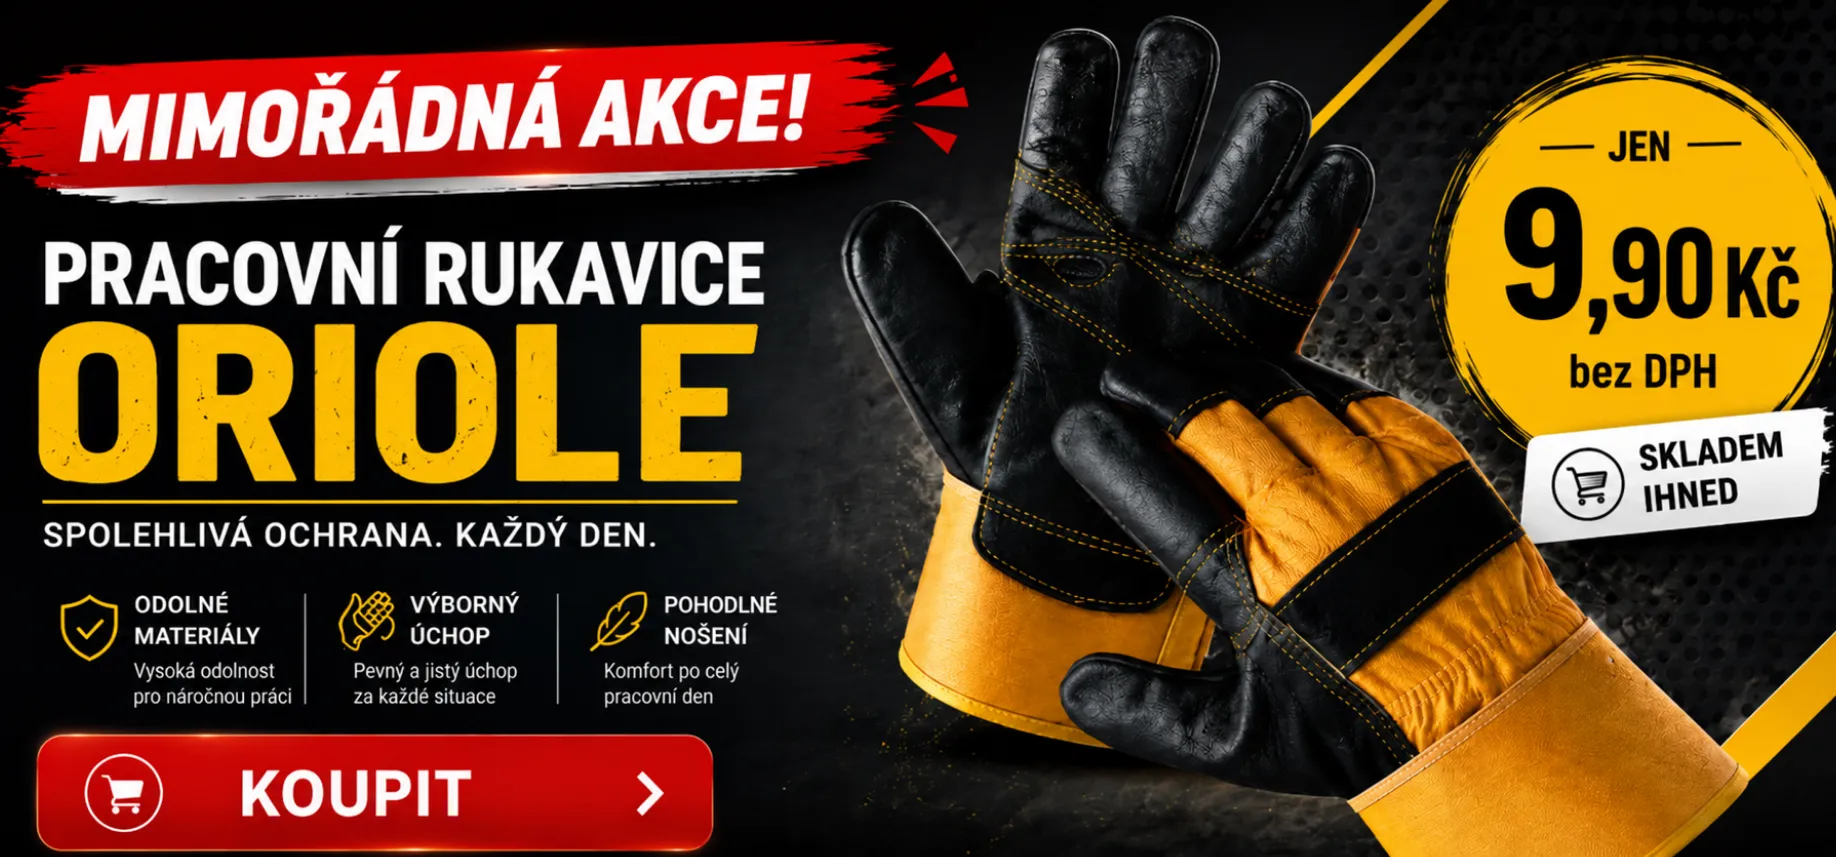 MIMOŘÁDNÁ AKCE!
PRACOVNÍ RUKAVICE
ORIOLE
SPOLEHLIVÁ OCHRANA. KAŽDÝ DEN.
ODOLNÉ
MATERIÁLY
Vysoká odolnost
pro náročnou práci
VÝBORNÝ
ÚCHOP
Pevný a jistý úchop
za každé situace
POHODLNÉ
NOŠENÍ
Komfort po celý
pracovní den
KOUPIT
JEN
9,90 Kč
bez DPH
SKLADEM
IHNED